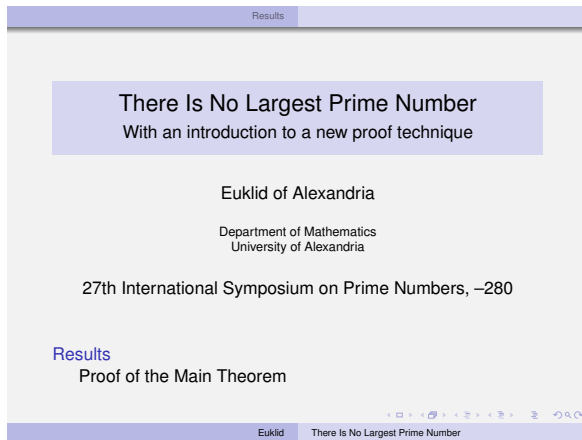 Results
There Is No Largest Prime Number
With an introduction to a new proof technique
Euklid of Alexandria
Department of Mathematics
University of Alexandria
27th International Symposium on Prime Numbers, –280
Results
Proof of the Main Theorem
Euklid There Is No Largest Prime Number